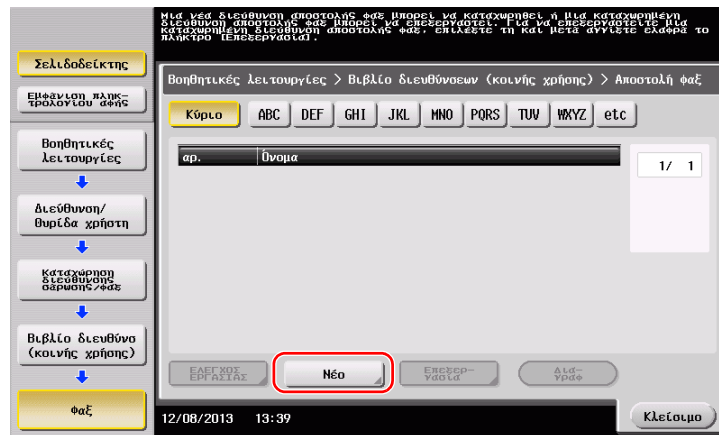 Μια νέα διεύθυνση αποστολής φαξ μπορεί να καταχωρηθεί ή μια καταχωρημένη
διεύθυνση αποστολής φαξ μπορεί να επεξεργαστεί. Για να επεξεργαστείτε μια
καταχωρημένη διεύθυνση αποστολής φαξ, επιλέξτε τη και μετά αγγίξτε ελαφρά το
πλήκτρο [Επεξεργασία].
Σελιδοδείκτης
Εμφάνιση πληκ-
τρολογίου αφής
Βοηθητικές
λειτουργίες
Διεύθυνση/
θυρίδα χρήστη
Καταχώρηση
διεύθυνσης
σάρωσης/φαξ
Βιβλίο διευθύνσ
(κοινής χρήσης)
Φαξ
Βοηθητικές λειτουργίες > Βιβλίο διευθύνσεων (κοινής χρήσης) > Αποστολή φαξ
Κύριο ABC DEF GHI JKL MNO PQRS TUV WXYZ etc
αρ. Όνομα
1/ 1
ΕΛΕΓΧΟΣ
ΕΡΓΑΣΙΑΣ
Νέο
Επεξερ-
γασία
Δια-
γραφ
12/08/2013 13:39
Κλείσιμο